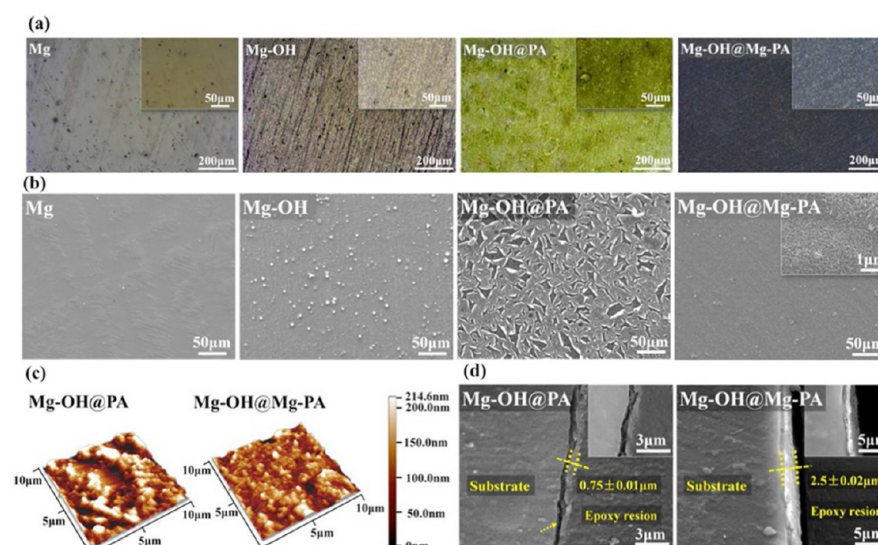 (a)
Mg
50μm
200μm
Mg-OH
50μm
200μm
Mg-OH@PA
50μm
200μm
Mg-OH@Mg-PA
50μm
200μm
(b)
Mg
50μm
Mg-OH
50μm
Mg-OH@PA
50μm
Mg-OH@Mg-PA
1μm
50μm
(c)
Mg-OH@PA
10μm
5μm
5μm
10μm
Mg-OH@Mg-PA
10μm
5μm
5μm
10μm
214.6nm
200.0nm
150.0nm
100.0nm
50.0nm
(d)
Mg-OH@PA
3μm
Substrate
0.75±0.01μm
Epoxy resion
3μm
Mg-OH@Mg-PA
5μm
Substrate
2.5±0.02μm
Epoxy resion
5μm